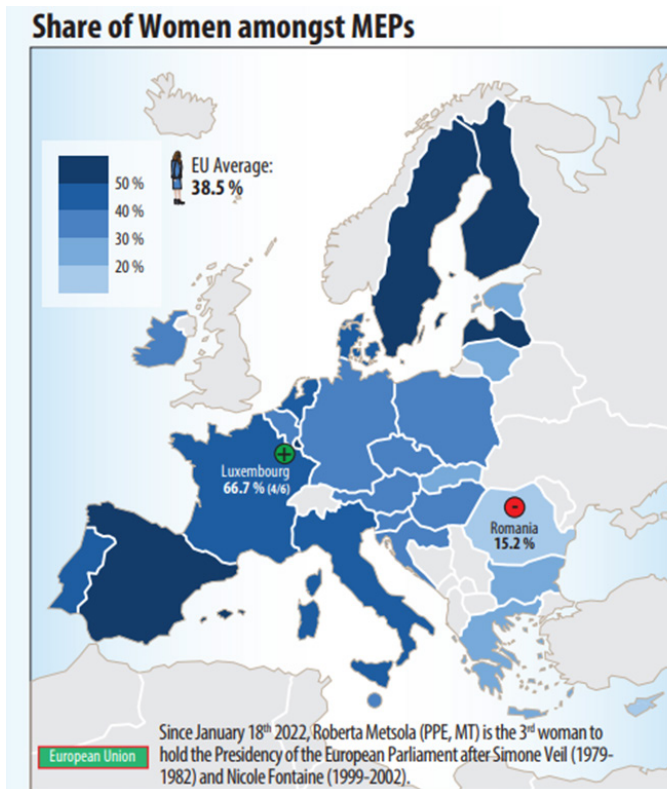 Share of Women amongst MEPs
50 %
40 %
30 %
20 %
EU Average:
38.5 %
+
Luxembourg
66.7 % (4/6)
-
Romania
15.2 %
Since January 18th 2022, Roberta Metsola (PPE, MT) is the 3rd woman to
hold the Presidency of the European Parliament after Simone Veil (1979-
1982) and Nicole Fontaine (1999-2002).
European Union